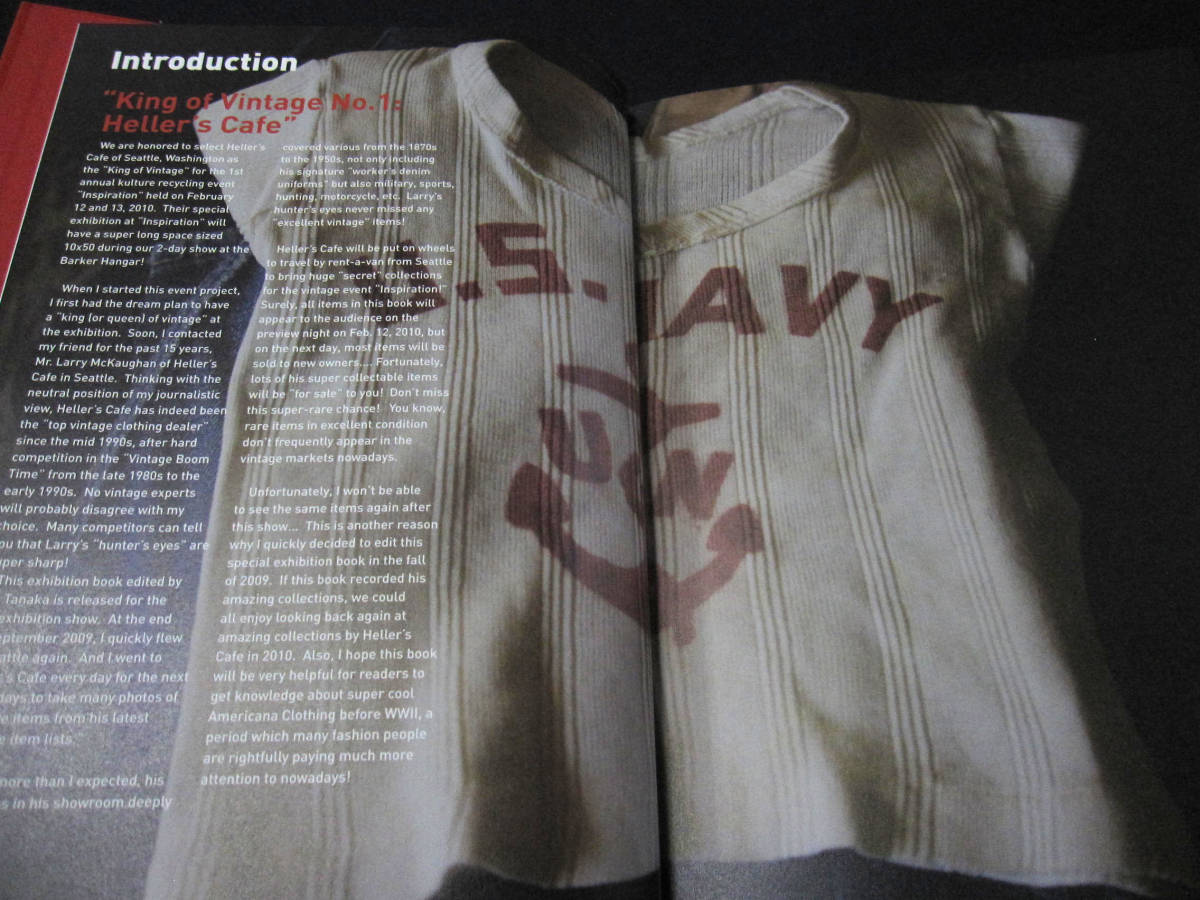 Introduction
“King of Vintage No.1:
Heller’s Cafe”
We are honored to select Heller’s
Cafe of Seattle, Washington as
the “King of Vintage” for the 1st
annual kulture recycling event
“Inspiration” held on February
12 and 13, 2010. Their special
exhibition at “Inspiration” will
have a super long space sized
10x50 during our 2-day show at the
Barker Hangar!
When I started this event project,
I first had the dream plan to have
a “king (or queen) of vintage” at
the exhibition. Soon, I contacted
my friend for the past 15 years,
Mr. Larry McKaughan of Heller’s
Cafe in Seattle. Thinking with the
neutral position of my journalistic
view, Heller’s Cafe has indeed been
the “top vintage clothing dealer”
since the mid 1990s, after hard
competition in the “Vintage Boom
Time” from the late 1980s to the
early 1990s. No vintage experts
will probably disagree with my
choice. Many competitors can tell
you that Larry’s “hunter’s eyes” are
super sharp!
This exhibition book edited by
Tanaka is released for the
exhibition show. At the end
September 2009, I quickly flew
Seattle again. And I went to
’s Cafe every day for the next
days to take many photos of
items from his latest
item lists.”
more than I expected, his
in his showroom deeply
covered various from the 1870s
to the 1950s, not only including
his signature “worker’s denim
uniforms” but also military, sports,
hunting, motorcycle, etc. Larry’s
hunter’s eyes never missed any
“excellent vintage” items!
Heller’s Cafe will be put on wheels
to travel by rent-a-van from Seattle
to bring huge “secret” collections
for the vintage event “Inspiration!”
Surely, all items in this book will
appear to the audience on the
preview night on Feb. 12, 2010, but
on the next day, most items will be
sold to new owners.... Fortunately,
lots of his super collectable items
will be “for sale” to you! Don’t miss
this super-rare chance! You know,
rare items in excellent condition
don’t frequently appear in the
vintage markets nowadays.
Unfortunately, I won’t be able
to see the same items again after
this show... This is another reason
why I quickly decided to edit this
special exhibition book in the fall
of 2009. If this book recorded his
amazing collections, we could
all enjoy looking back again at
amazing collections by Heller’s
Cafe in 2010. Also, I hope this book
will be very helpful for readers to
get knowledge about super cool
Americana Clothing before WWII, a
period which many fashion people
are rightfully paying much more
attention to nowadays!
.S. NAVY
U W